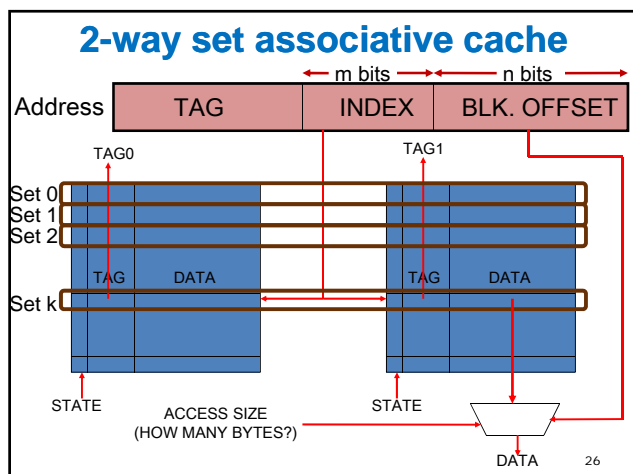 2-way set associative cache
m bits n bits
Address TAG INDEX BLK. OFFSET
TAG0 TAG1
Set 0
Set 1
Set 2
TAG DATA TAG DATA
Set k
STATE STATE
ACCESS SIZE
(HOW MANY BYTES?)
DATA 26